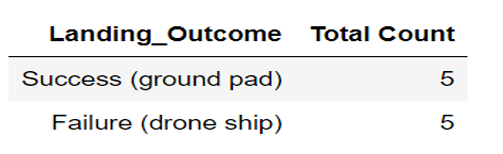 Landing_Outcome Total Count
Success (ground pad) 5
Failure (drone ship) 5